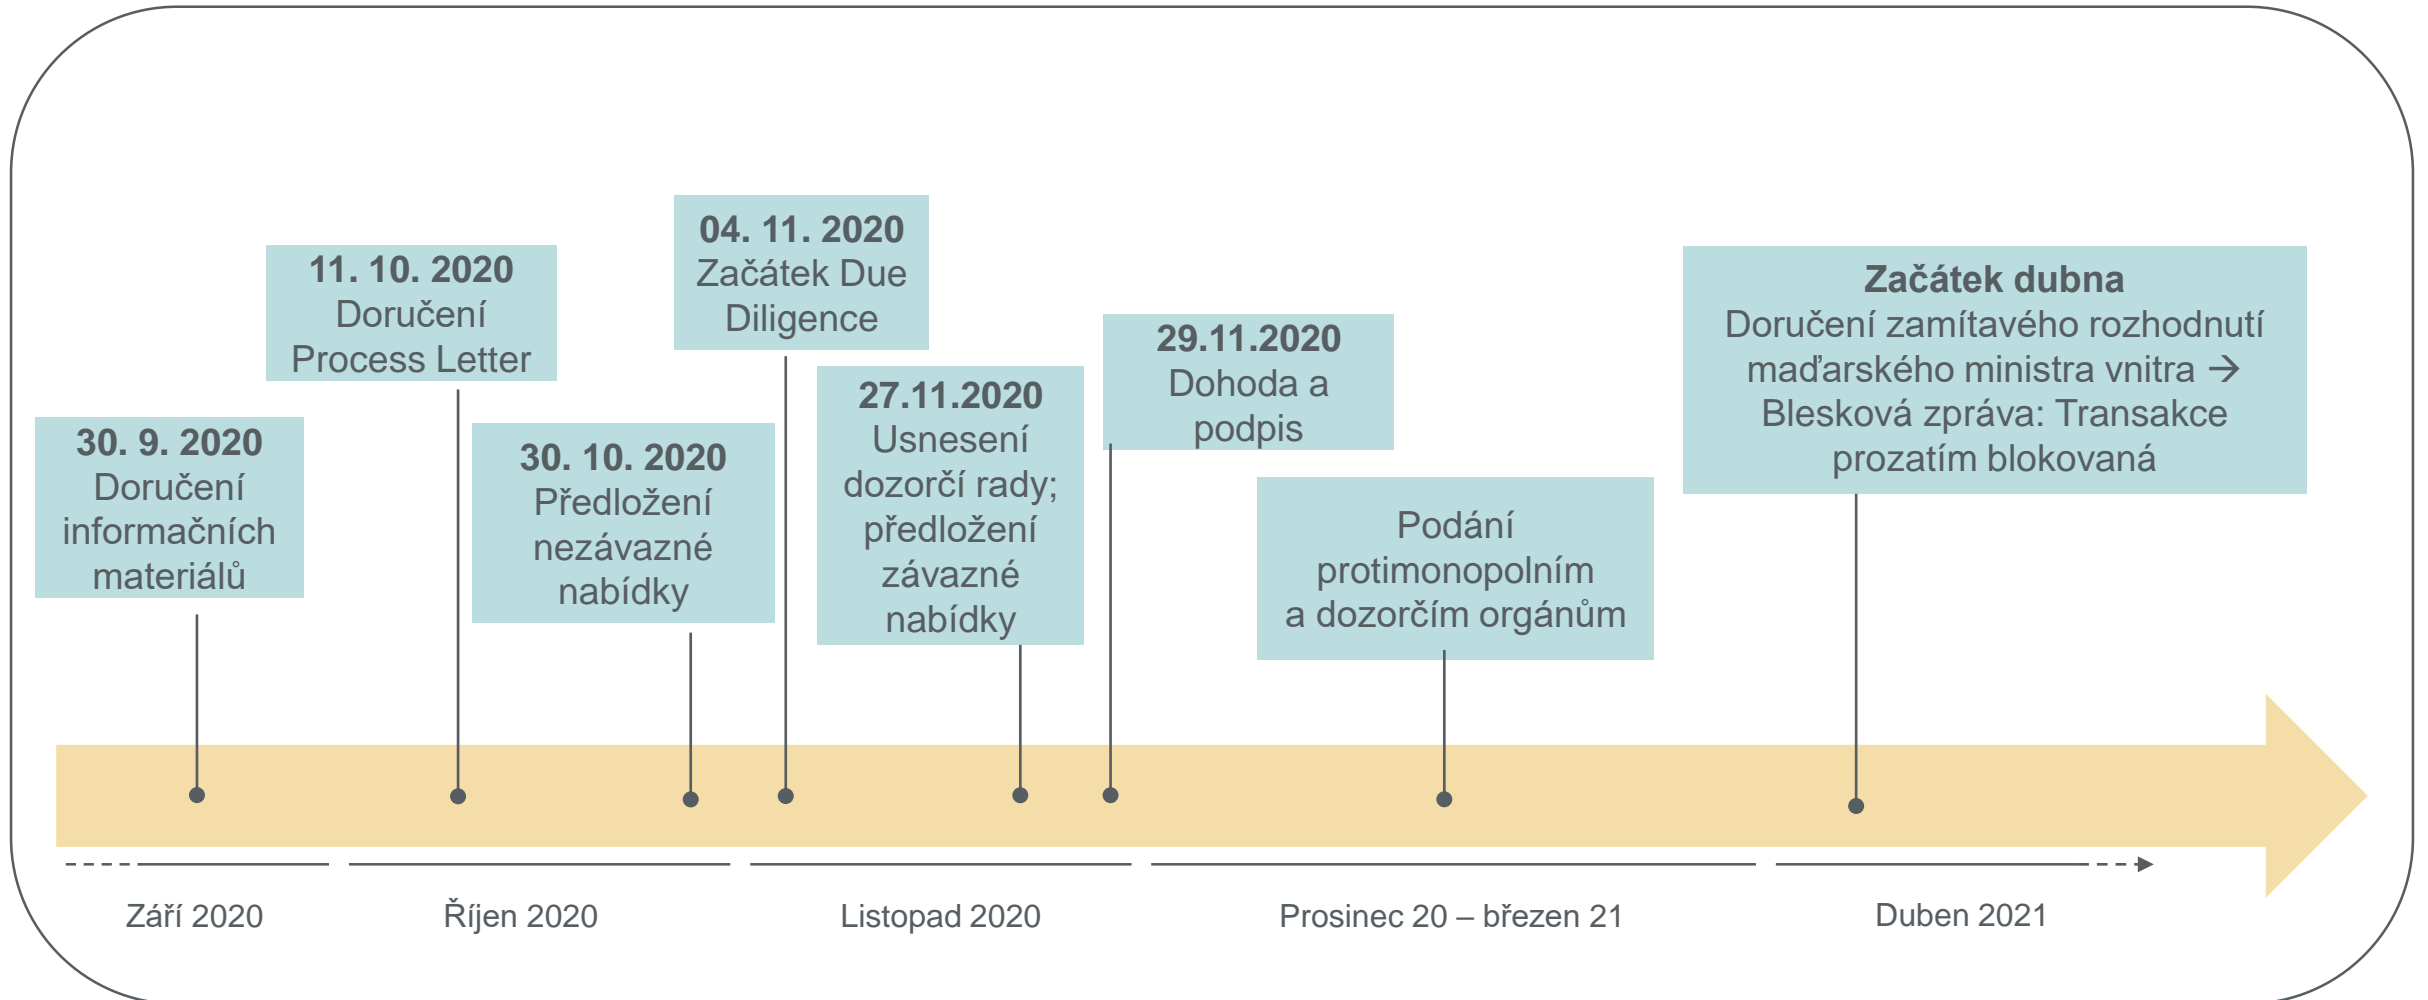 30. 9. 2020
Doručení
informačních
materiálů
11. 10. 2020
Doručení
Process Letter
30. 10. 2020
Předložení
nezávazné
nabídky
04. 11. 2020
Začátek Due
Diligence
27.11.2020
Usnesení
dozorčí rady;
předložení
závazné
nabídky
29.11.2020
Dohoda a
podpis
Podání
protimonopolním
a dozorčím orgánům
Začátek dubna
Doručení zamítavého rozhodnutí
maďarského ministra vnitra →
Blesková zpráva: Transakce
prozatím blokovaná
Září 2020
Říjen 2020
Listopad 2020
Prosinec 20 – březen 21
Duben 2021